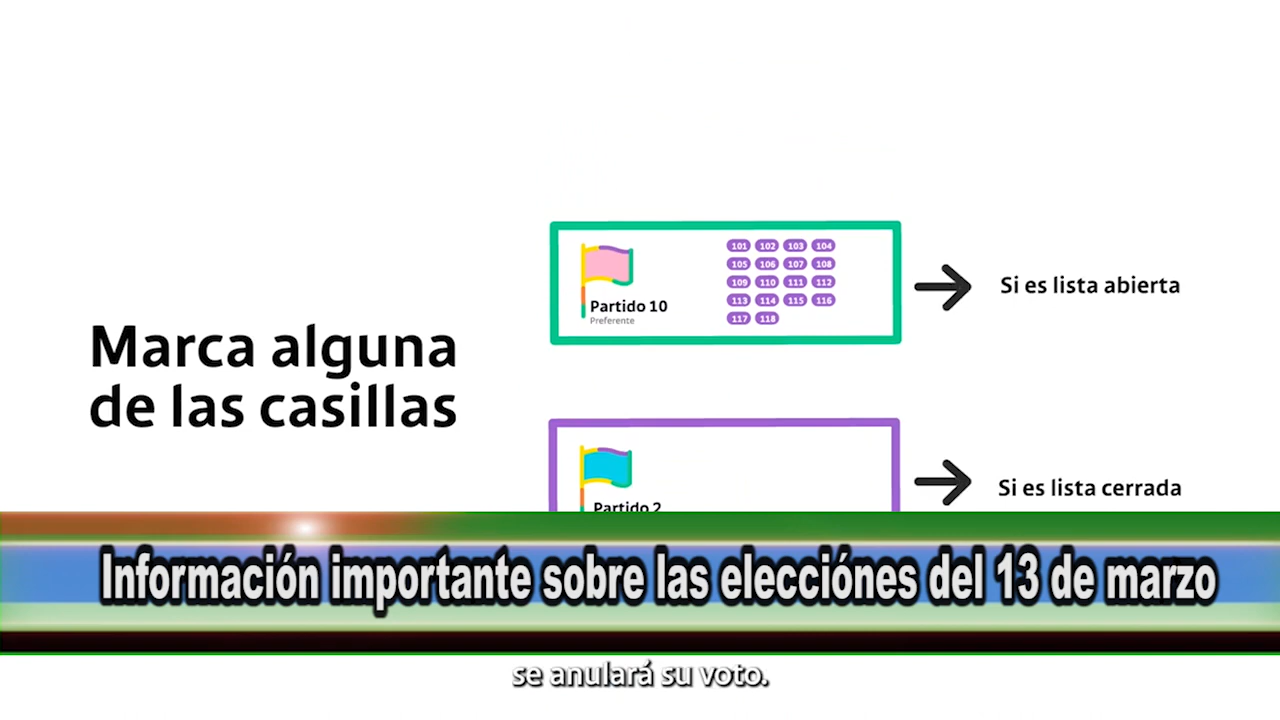 Marca alguna
de las casillas
Partido 10
Preferente
101 102 103 104
105 106 107 108
109 110 111 112
113 114 115 116
117 118
Si es lista abierta
Partido 2
Si es lista cerrada
Información importante sobre las elecciónes del 13 de marzo
se anulará su voto.